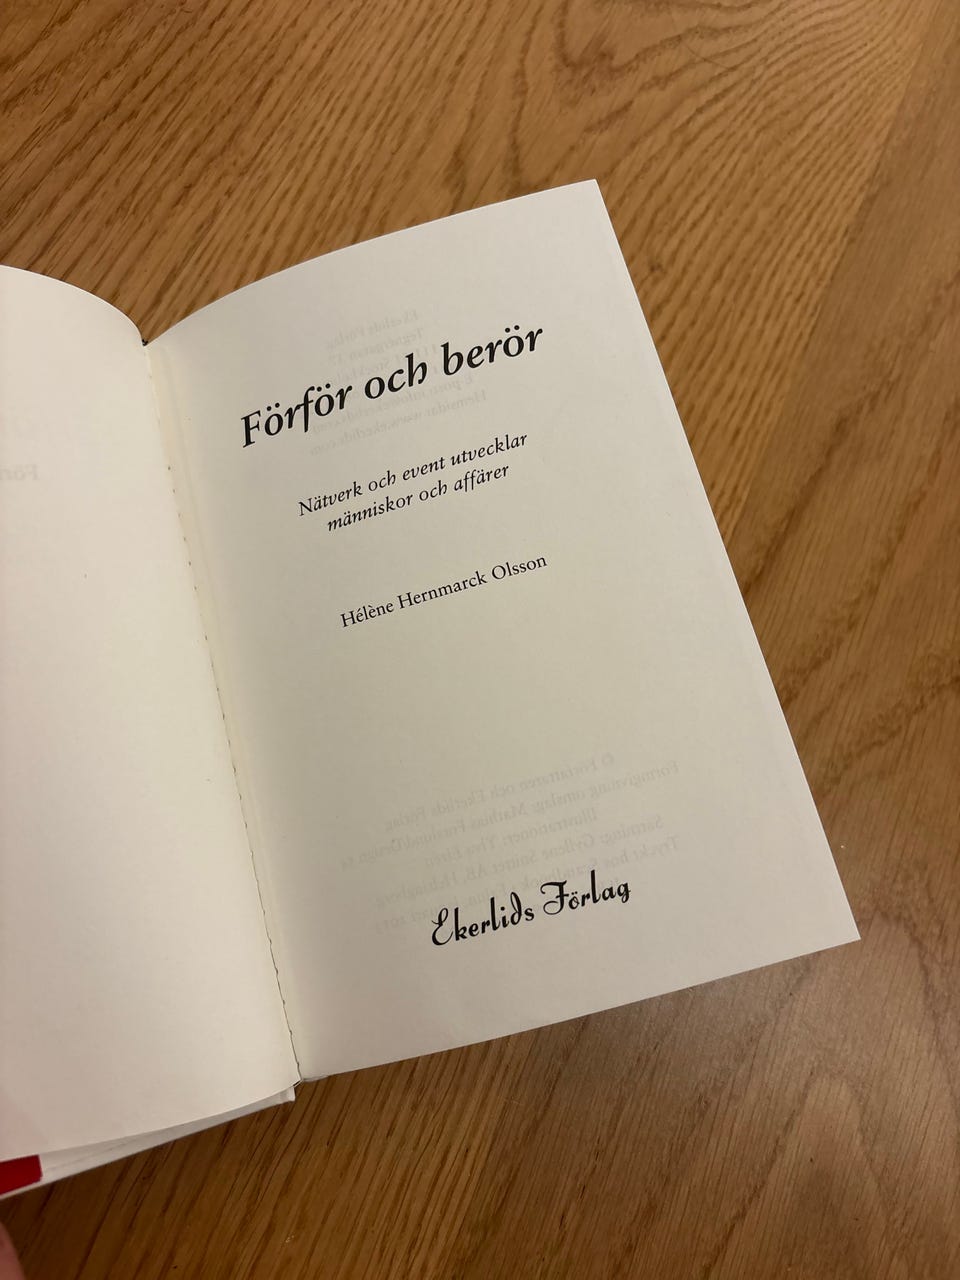 Förför och berör
Nätverk och event utvecklar
människor och affärer
Hélène Hernmarck Olsson
Ekerlids Förlag